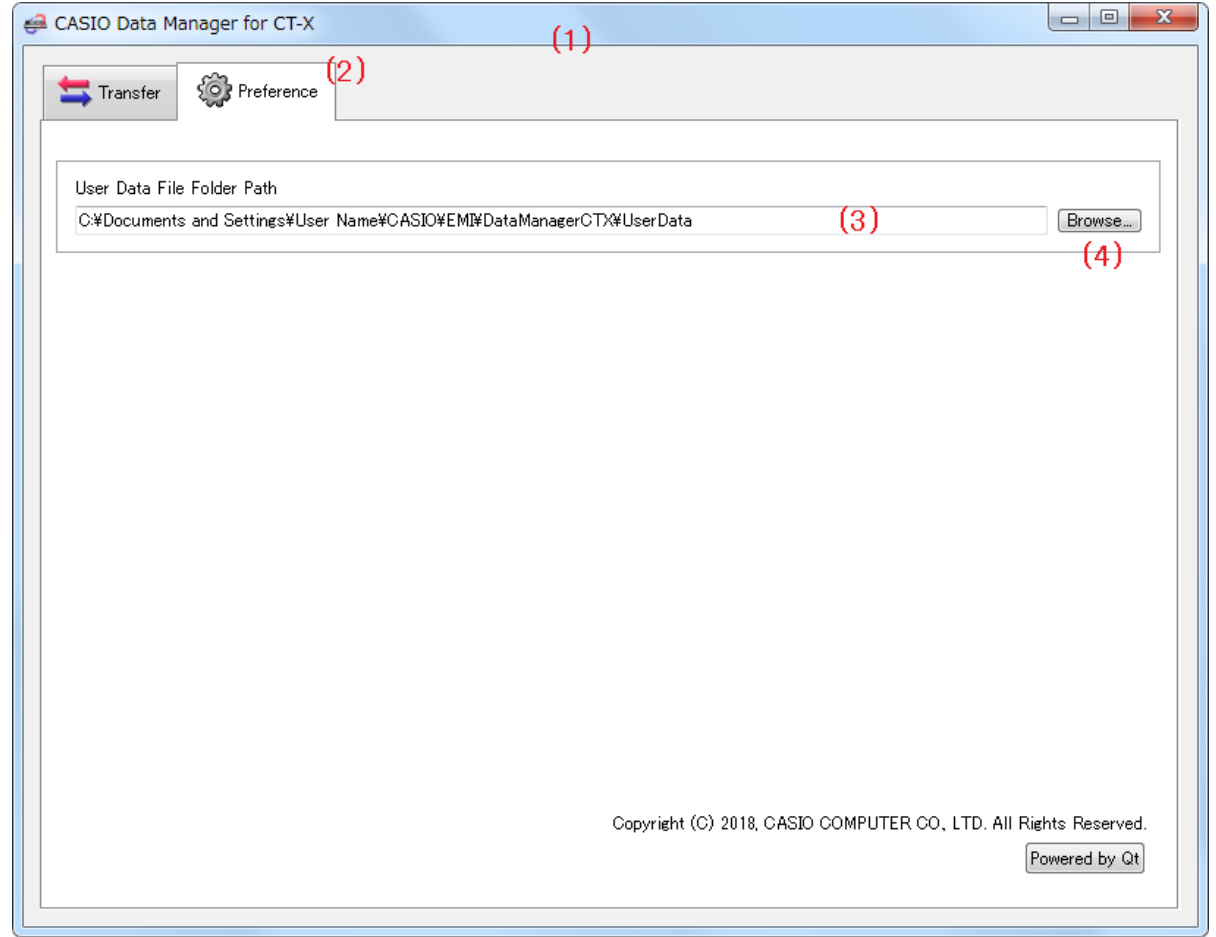 CASIO Data Manager for CT-X
(1)
(2)
Transfer
Preference
User Data File Folder Path
C:¥Documents and Settings¥User Name¥CASIO¥EMI¥DataManagerCTX¥UserData
(3)
Browse...
(4)
Copyright (C) 2018, CASIO COMPUTER CO., LTD. All Rights Reserved.
Powered by Qt